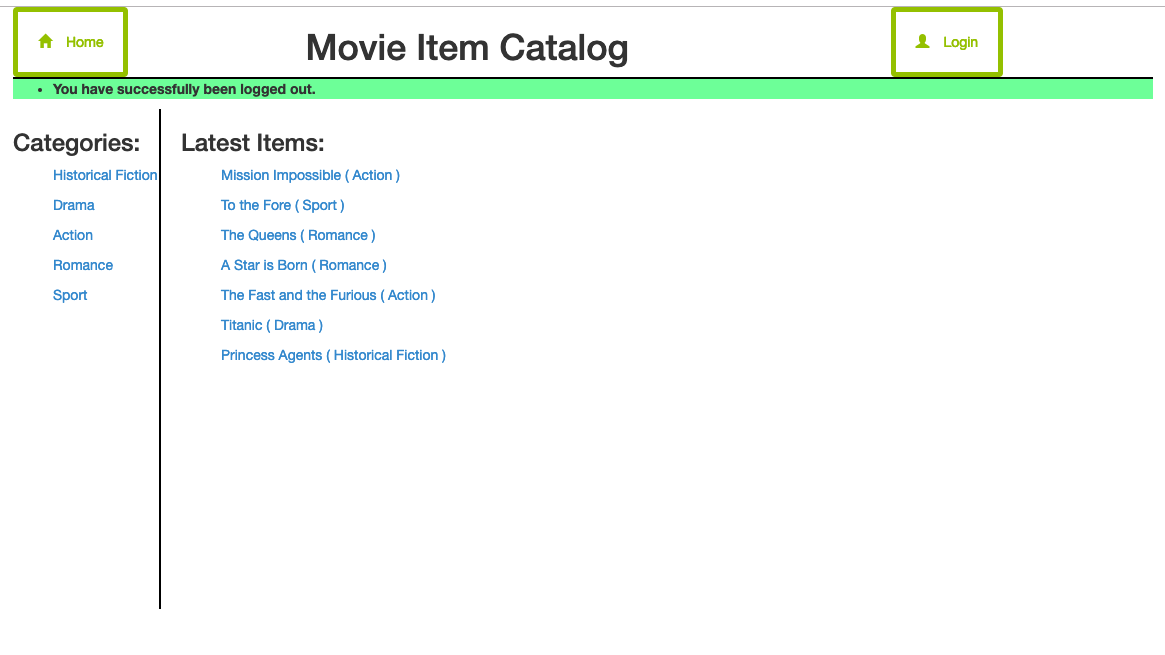 Home
Movie Item Catalog
Login
• You have successfully been logged out.
Categories:
Historical Fiction
Drama
Action
Romance
Sport
Latest Items:
Mission Impossible ( Action )
To the Fore ( Sport )
The Queens ( Romance )
A Star is Born ( Romance )
The Fast and the Furious ( Action )
Titanic ( Drama )
Princess Agents ( Historical Fiction )